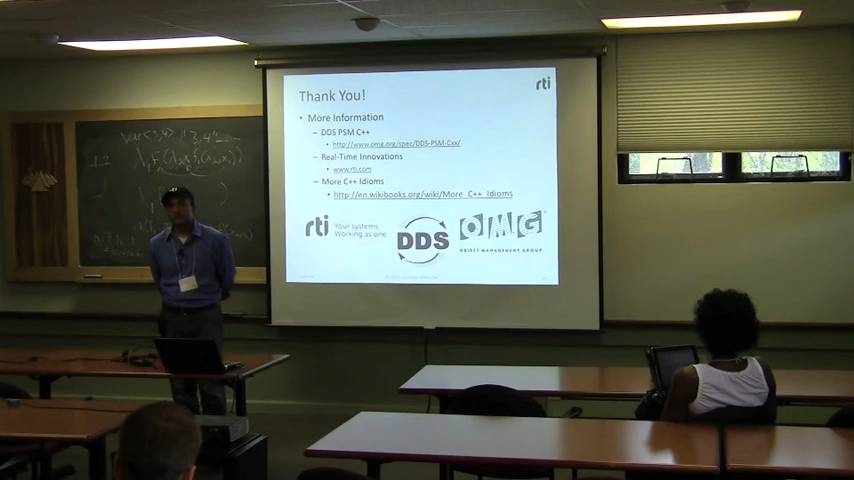 rti
Thank You!
• More Information
– DDS PSM C++
• http://www.omg.org/spec/DDS-PSM-Cxx/
– Real-Time Innovations
• www.rti.com
– More C++ Idioms
• http://en.wikibooks.org/wiki/More_C++_Idioms
rti Your systems.
Working as one
DDS
OMG®
OBJECT MANAGEMENT GROUP